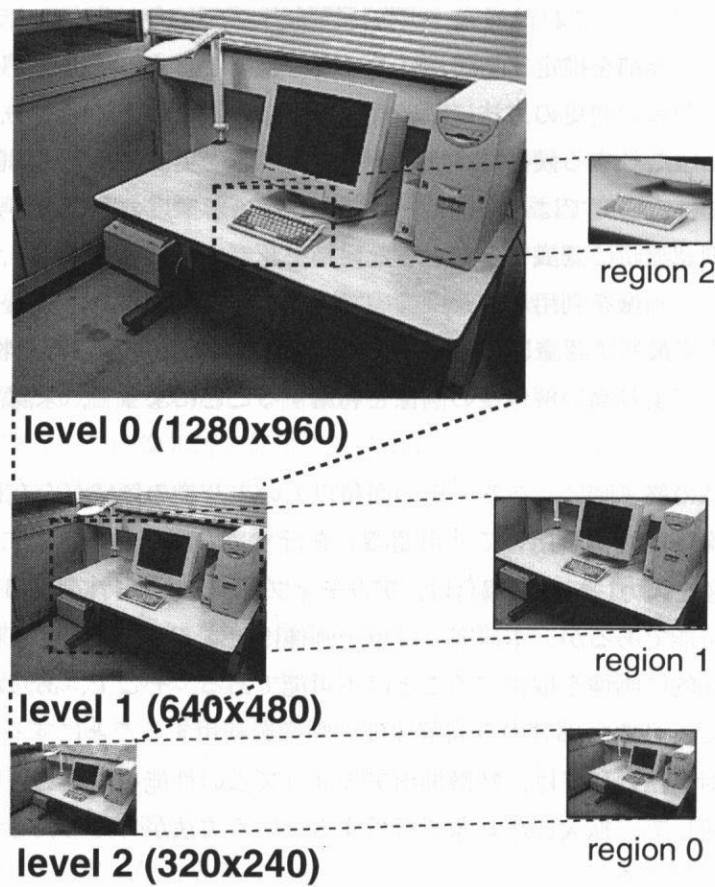 region 2
level 0 (1280x960)
region 1
level 1 (640x480)
region 0
level 2 (320x240)